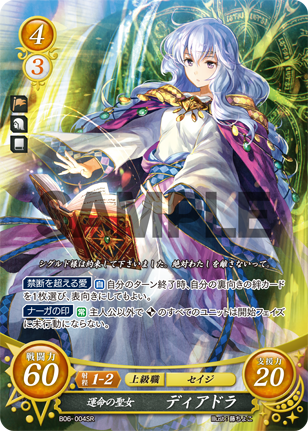 4
3
SAMPLE
シグルド様は約束して下さいました。絶対わたしを離さないって。
禁断を超える愛 自 自分のターン終了時、自分の裏向きの絆カード
を1枚選び、表向きにしてもよい。
ナーガの印 常 主人公以外で のすべてのユニットは開始フェイズ
に未行動にならない。
戦闘力
60
射程 1-2 上級職 セイジ
支援力
20
運命の聖女 ディアドラ
B06-004SR